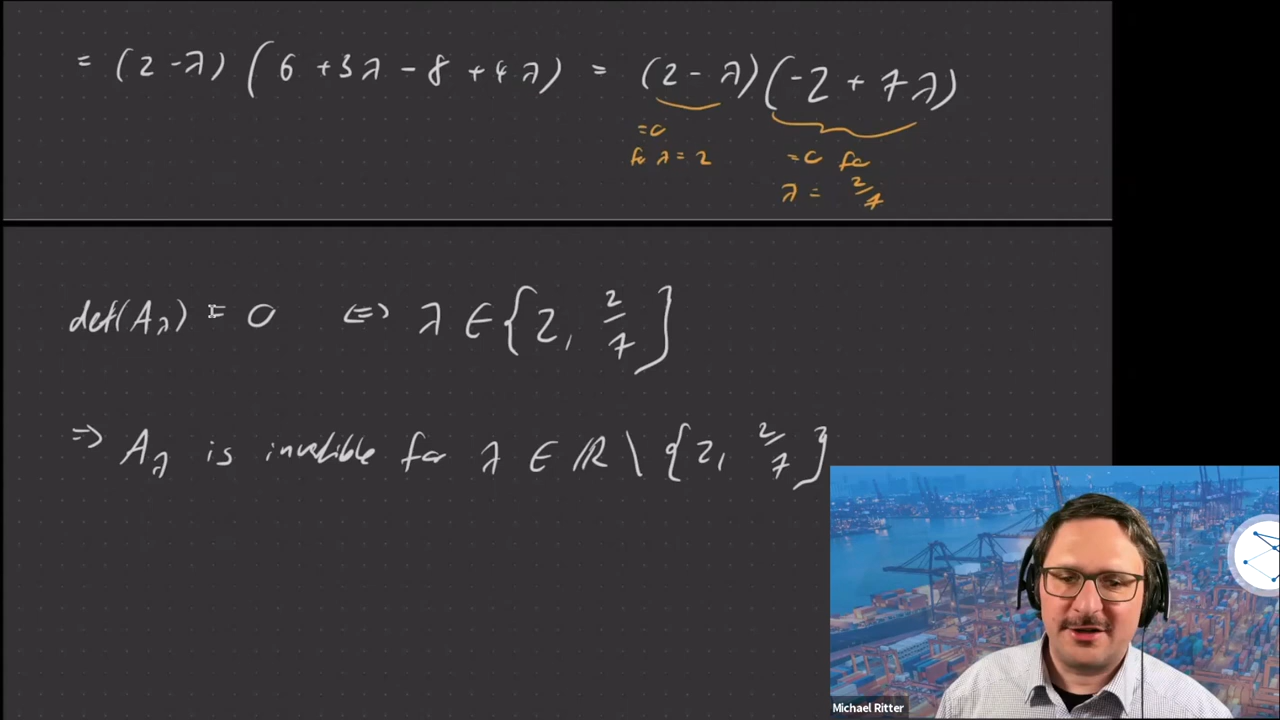 = (2 - λ) (6 + 3λ - 8 + 4λ) = (2 - λ)(-2 + 7λ)
=0
for λ = 2
=0 for
λ = 2/7
det(Aλ) = 0 <=> λ ∈ {2, 2/7}
=> Aλ is invertible for λ ∈ ℝ \ {2, 2/7}
Michael Ritter